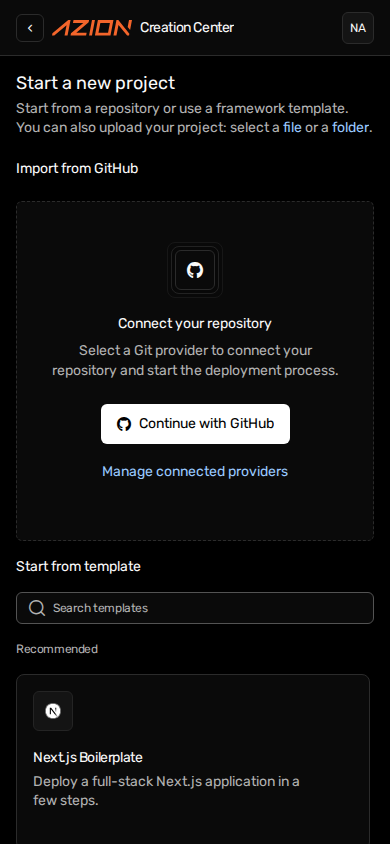 AZION Creation Center
NA
Start a new project
Start from a repository or use a framework template.
You can also upload your project: select a file or a folder.
Import from GitHub
Connect your repository
Select a Git provider to connect your
repository and start the deployment process.
Continue with GitHub
Manage connected providers
Start from template
Search templates
Recommended
N
Next.js Boilerplate
Deploy a full-stack Next.js application in a
few steps.